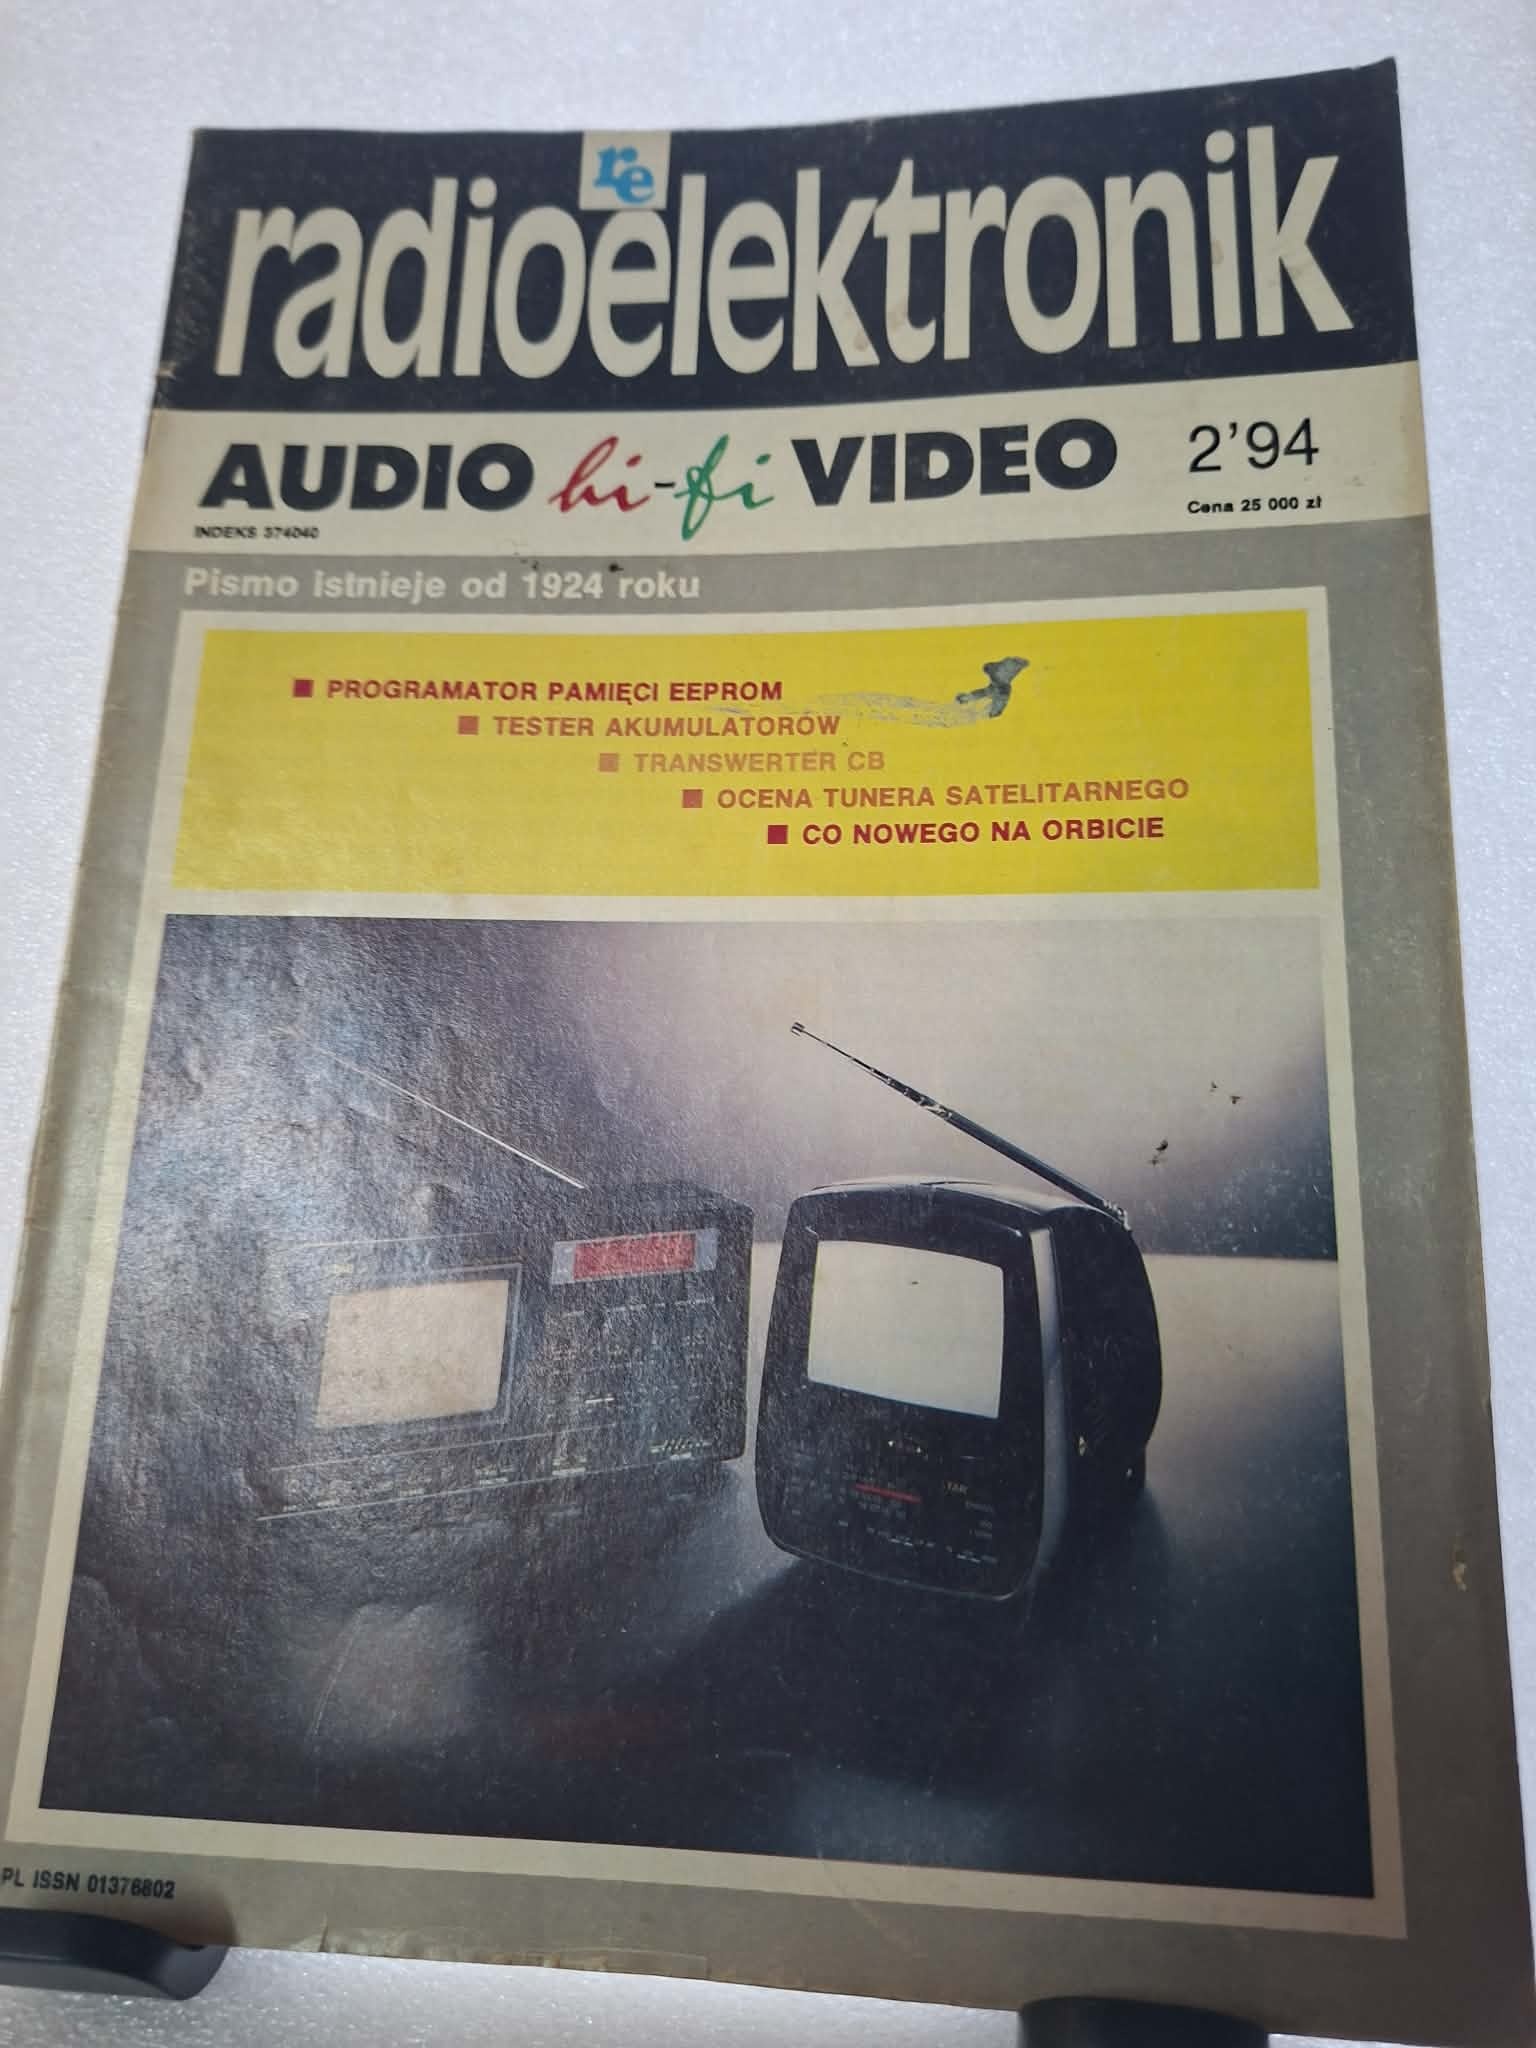 re
radioelektronik
AUDIO hi-fi VIDEO
2'94
Cena 25 000 zł
INDEKS 374040
Pismo istnieje od 1924 roku
■ PROGRAMATOR PAMIĘCI EEPROM
■ TESTER AKUMULATORÓW
■ TRANSWERTER CB
■ OCENA TUNERA SATELITARNEGO
■ CO NOWEGO NA ORBICIE
PL ISSN 01376802